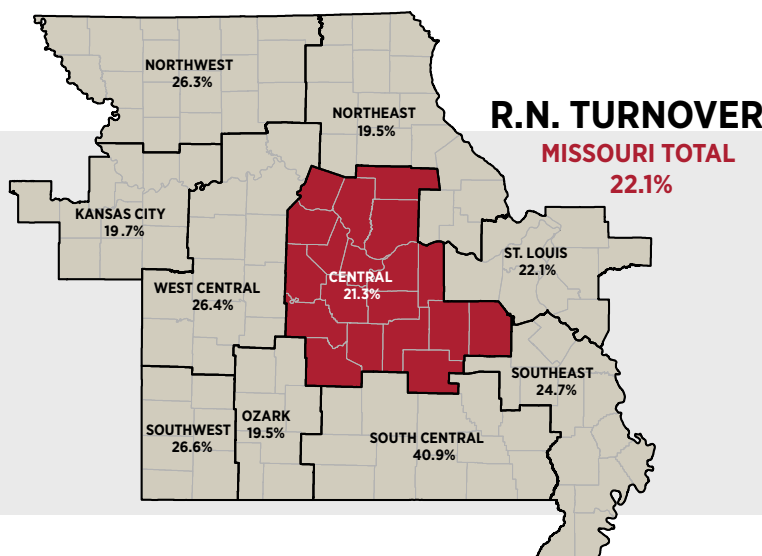 NORTHWEST
26.3%
NORTHEAST
19.5%
R.N. TURNOVER
MISSOURI TOTAL
22.1%
KANSAS CITY
19.7%
ST. LOUIS
22.1%
WEST CENTRAL
26.4%
CENTRAL
21.3%
SOUTHEAST
24.7%
SOUTHWEST
26.6%
OZARK
19.5%
SOUTH CENTRAL
40.9%